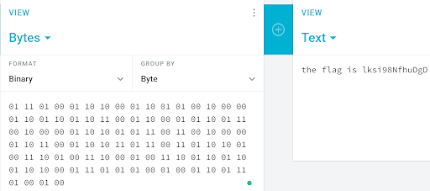 VIEW
Bytes
FORMAT GROUP BY
Binary Byte
01 11 01 00 01 10 10 00 01 10 01 01 00 10 00 00
01 10 01 10 01 10 11 00 01 10 00 01 01 10 01 11
00 10 00 00 01 10 10 01 01 11 00 11 00 10 00 00
01 10 11 00 01 10 10 11 01 11 00 11 01 10 10 01
00 11 10 01 00 11 10 00 01 00 11 10 01 10 01 10
01 10 10 00 01 11 01 01 01 00 01 00 01 10 01 11
01 00 01 00
VIEW
Text
the flag is lksi98NfhuDgD